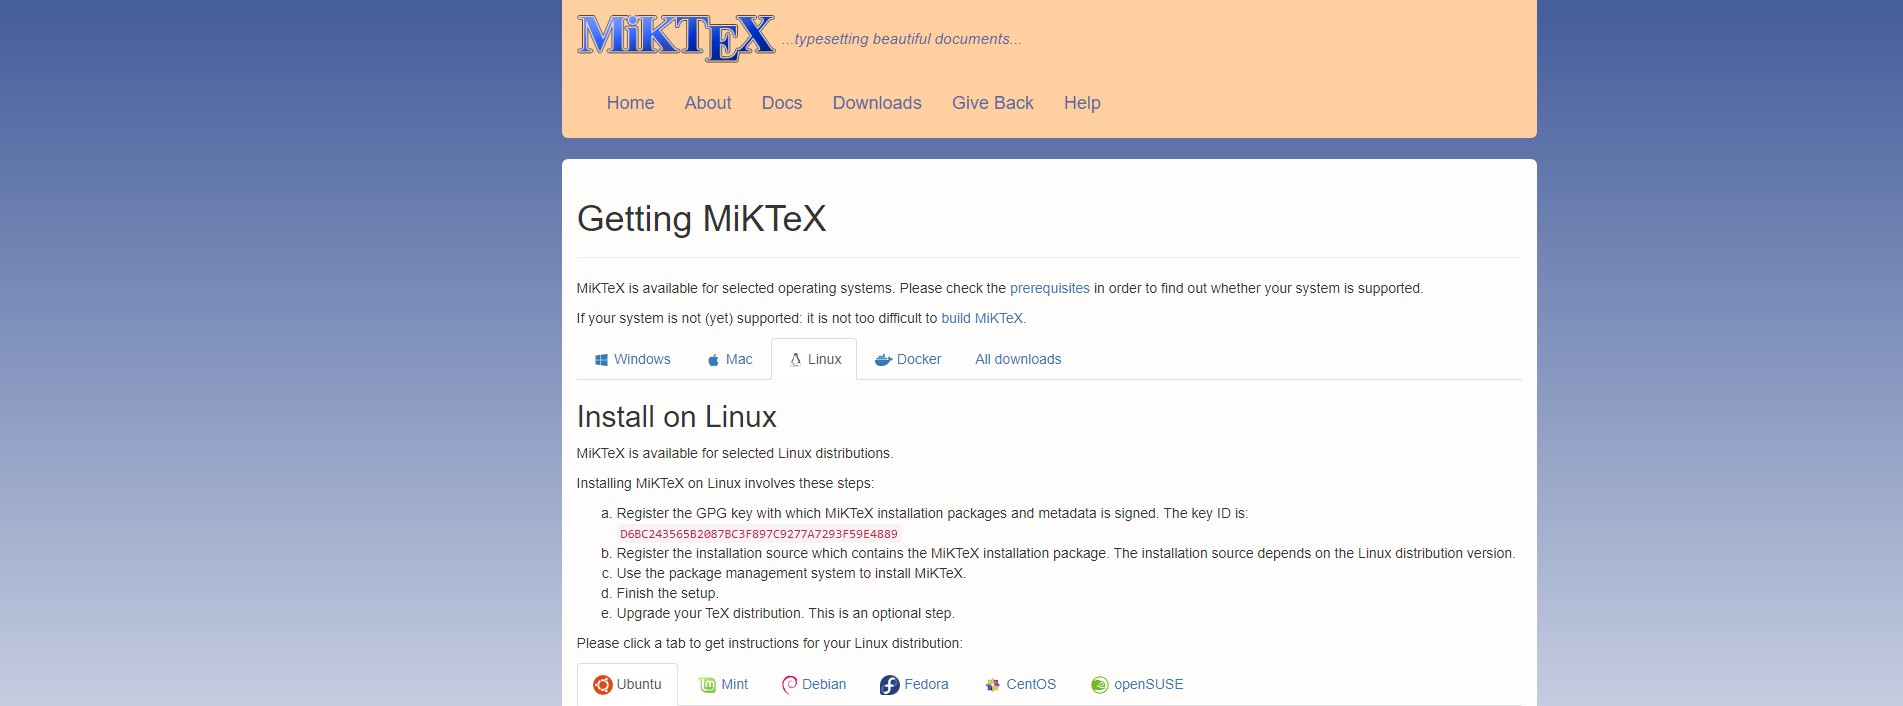 MiKTeX ...typesetting beautiful documents...
Home About Docs Downloads Give Back Help
Getting MiKTeX
MiKTeX is available for selected operating systems. Please check the prerequisites in order to find out whether your system is supported.
If your system is not (yet) supported: it is not too difficult to build MiKTeX.
Windows Mac Linux Docker All downloads
Install on Linux
MiKTeX is available for selected Linux distributions.
Installing MiKTeX on Linux involves these steps:
a. Register the GPG key with which MiKTeX installation packages and metadata is signed. The key ID is:
D6BC243565B2087BC3F897C9277A7293F59E4889
b. Register the installation source which contains the MiKTeX installation package. The installation source depends on the Linux distribution version.
c. Use the package management system to install MiKTeX.
d. Finish the setup.
e. Upgrade your TeX distribution. This is an optional step.
Please click a tab to get instructions for your Linux distribution:
Ubuntu Mint Debian Fedora CentOS openSUSE